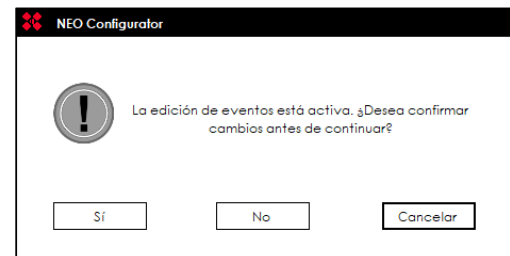 NEO Configurator
La edición de eventos está activa. ¿Desea confirmar
cambios antes de continuar?
Sí
No
Cancelar